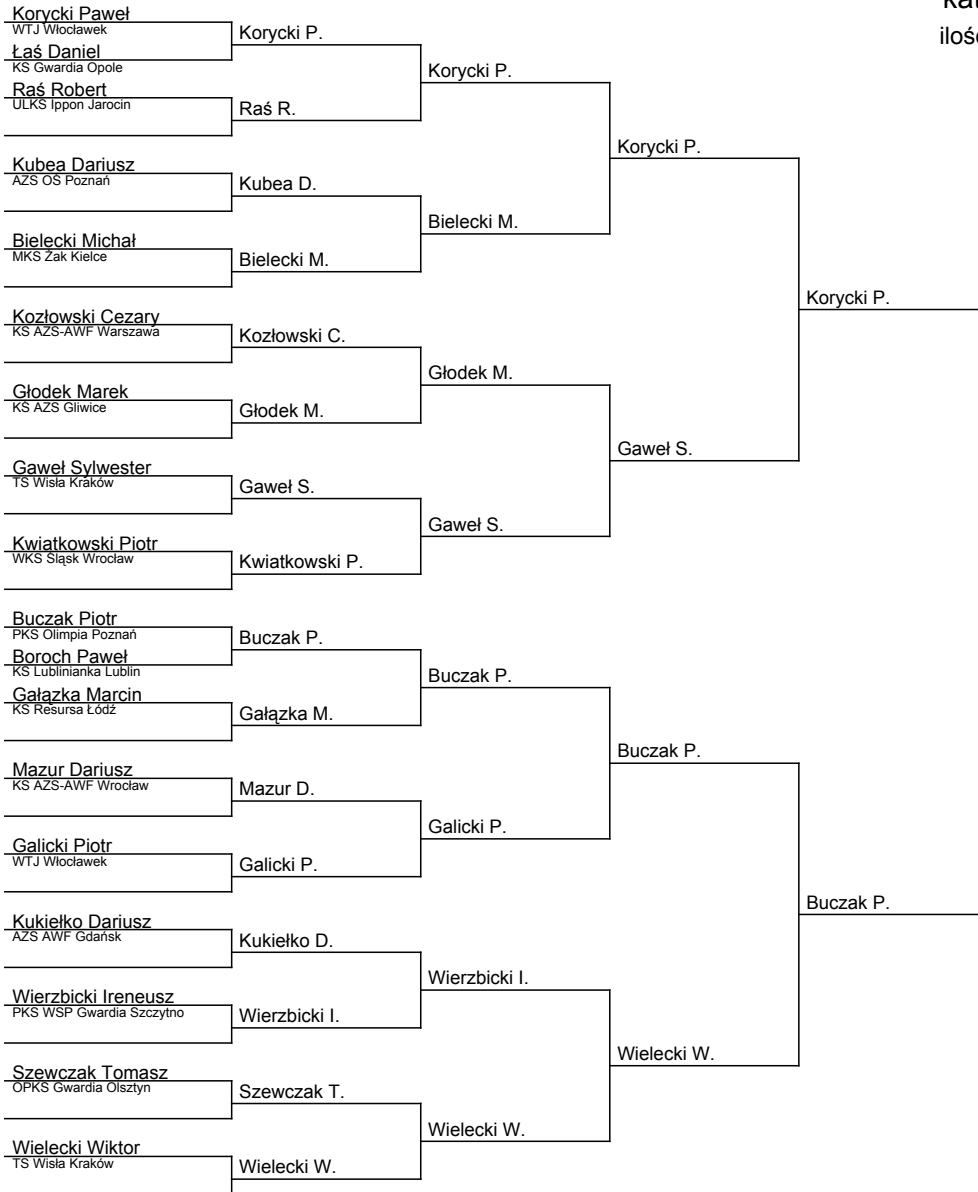 kat
ilość
Korycki Paweł
WTJ Włocławek
Łaś Daniel
KS Gwardia Opole
Raś Robert
ULKS Ippon Jarocin
Kubea Dariusz
AZS OŚ Poznań
Bielecki Michał
MKS Żak Kielce
Kozłowski Cezary
KS AZS-AWF Warszawa
Głodek Marek
KS AZS Gliwice
Gaweł Sylwester
TS Wisła Kraków
Kwiatkowski Piotr
WKS Śląsk Wrocław
Buczak Piotr
PKS Olimpia Poznań
Boroch Paweł
KS Lublinianka Lublin
Gałązka Marcin
KS Resursa Łódź
Mazur Dariusz
KS AZS-AWF Wrocław
Galicki Piotr
WTJ Włocławek
Kukiełko Dariusz
AZS AWF Gdańsk
Wierzbicki Ireneusz
PKS WSP Gwardia Szczytno
Szewczak Tomasz
OPKS Gwardia Olsztyn
Wielecki Wiktor
TS Wisła Kraków
Korycki P.
Raś R.
Kubea D.
Bielecki M.
Kozłowski C.
Głodek M.
Gaweł S.
Kwiatkowski P.
Buczak P.
Gałązka M.
Mazur D.
Galicki P.
Kukiełko D.
Wierzbicki I.
Szewczak T.
Wielecki W.
Korycki P.
Bielecki M.
Głodek M.
Gaweł S.
Buczak P.
Galicki P.
Wierzbicki I.
Wielecki W.
Korycki P.
Gaweł S.
Buczak P.
Wielecki W.
Korycki P.
Buczak P.